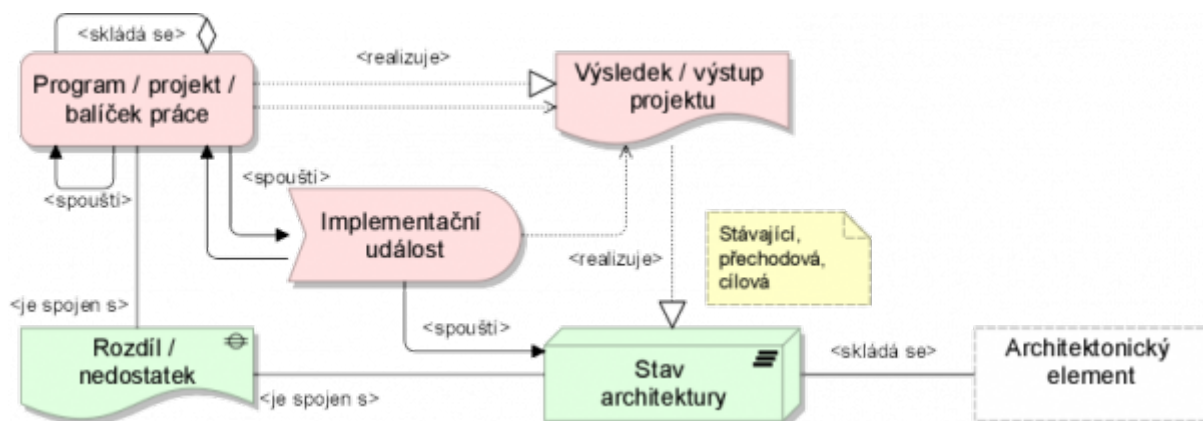 <skládá se>
Program / projekt /
balíček práce
<realizuje>
Výsledek / výstup
projektu
<spouští>
<spouští>
Implementační
událost
<realizuje>
Stávající,
přechodová,
cílová
<je spojen s>
<spouští>
Rozdíl /
nedostatek
<je spojen s>
Stav
architektury
<skládá se>
Architektonický
element